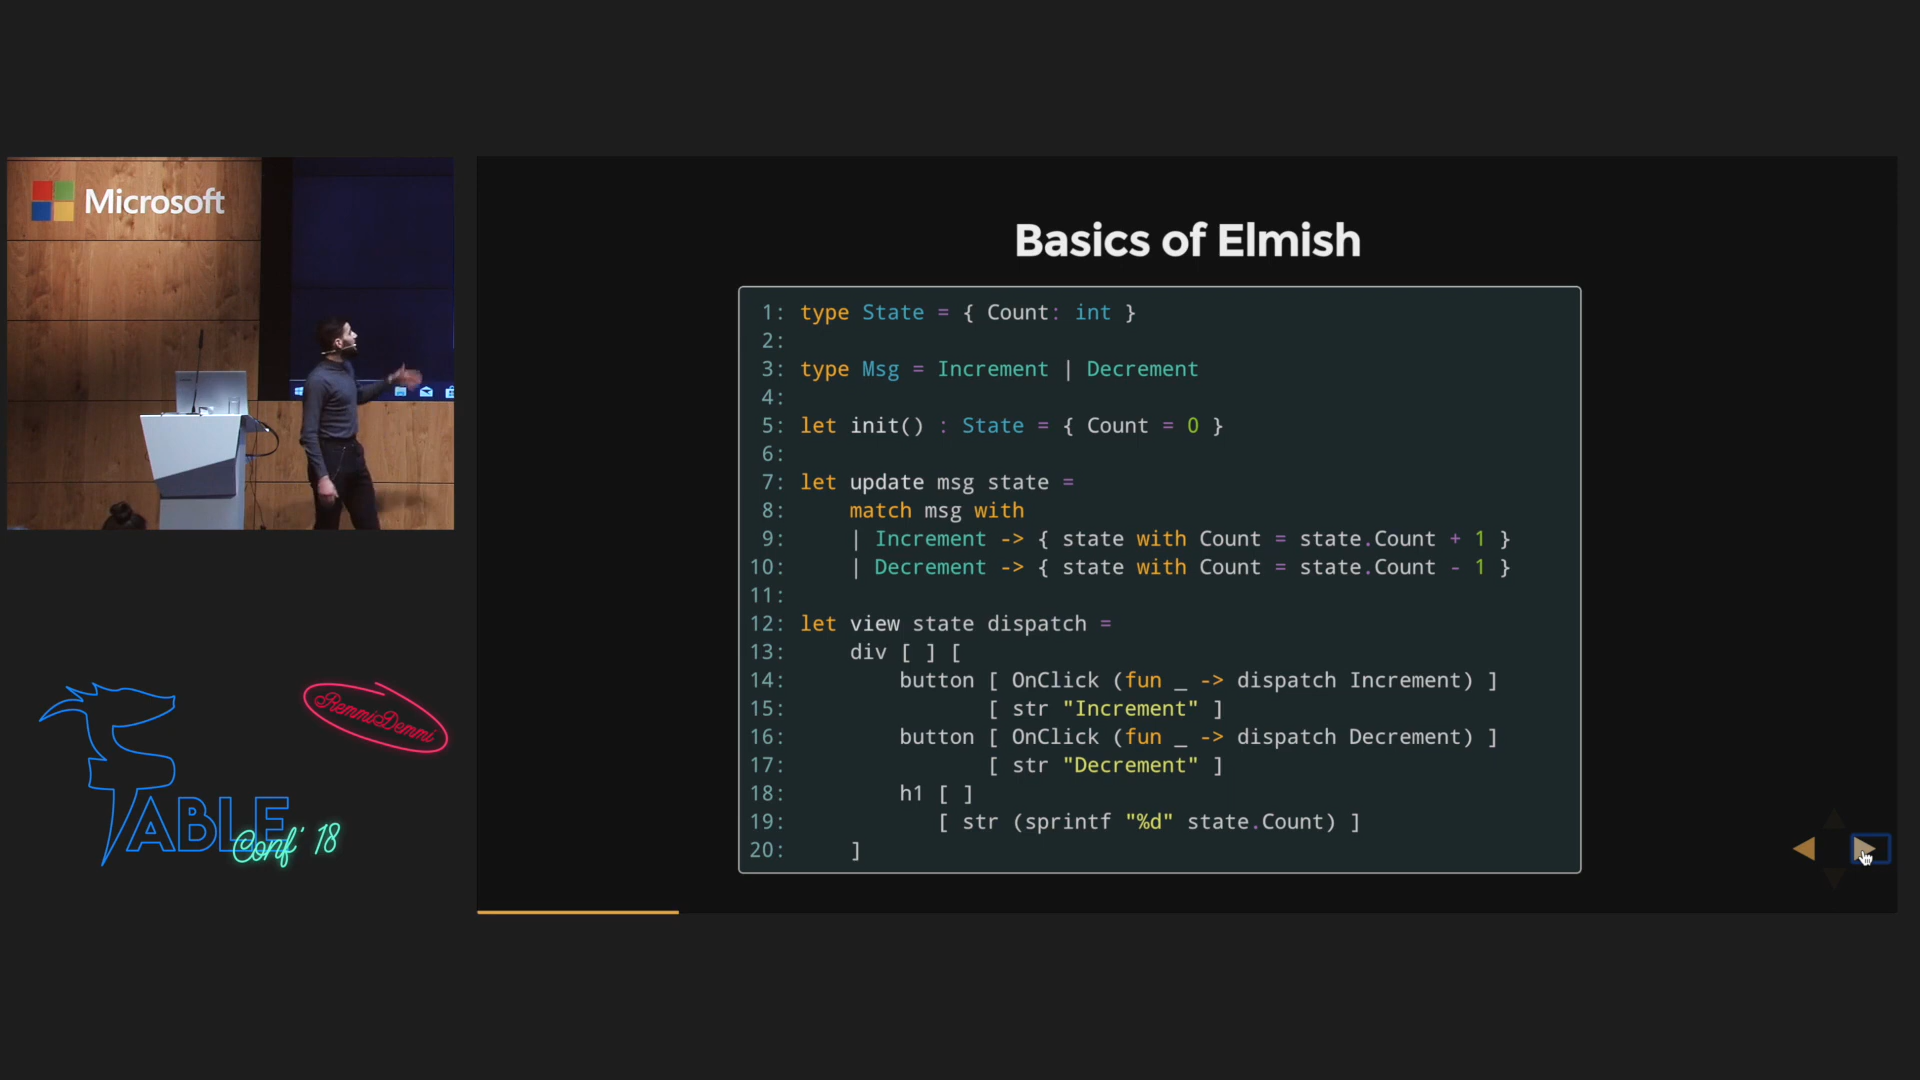 Microsoft
Basics of Elmish
1: type State = { Count: int }
2:
3: type Msg = Increment | Decrement
4:
5: let init() : State = { Count = 0 }
6:
7: let update msg state =
8:     match msg with
9:     | Increment -> { state with Count = state.Count + 1 }
10:     | Decrement -> { state with Count = state.Count - 1 }
11:
12: let view state dispatch =
13:     div [ ] [
14:         button [ OnClick (fun _ -> dispatch Increment) ]
15:                [ str "Increment" ]
16:         button [ OnClick (fun _ -> dispatch Decrement) ]
17:                [ str "Decrement" ]
18:         h1 [ ]
19:            [ str (sprintf "%d" state.Count) ]
20:     ]
RemmiDemmi
FABLE
Conf' 18